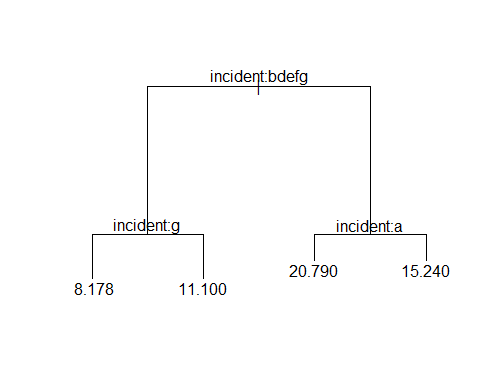 incident:bdefg
incident:g
incident:a
20.790
15.240
8.178
11.100